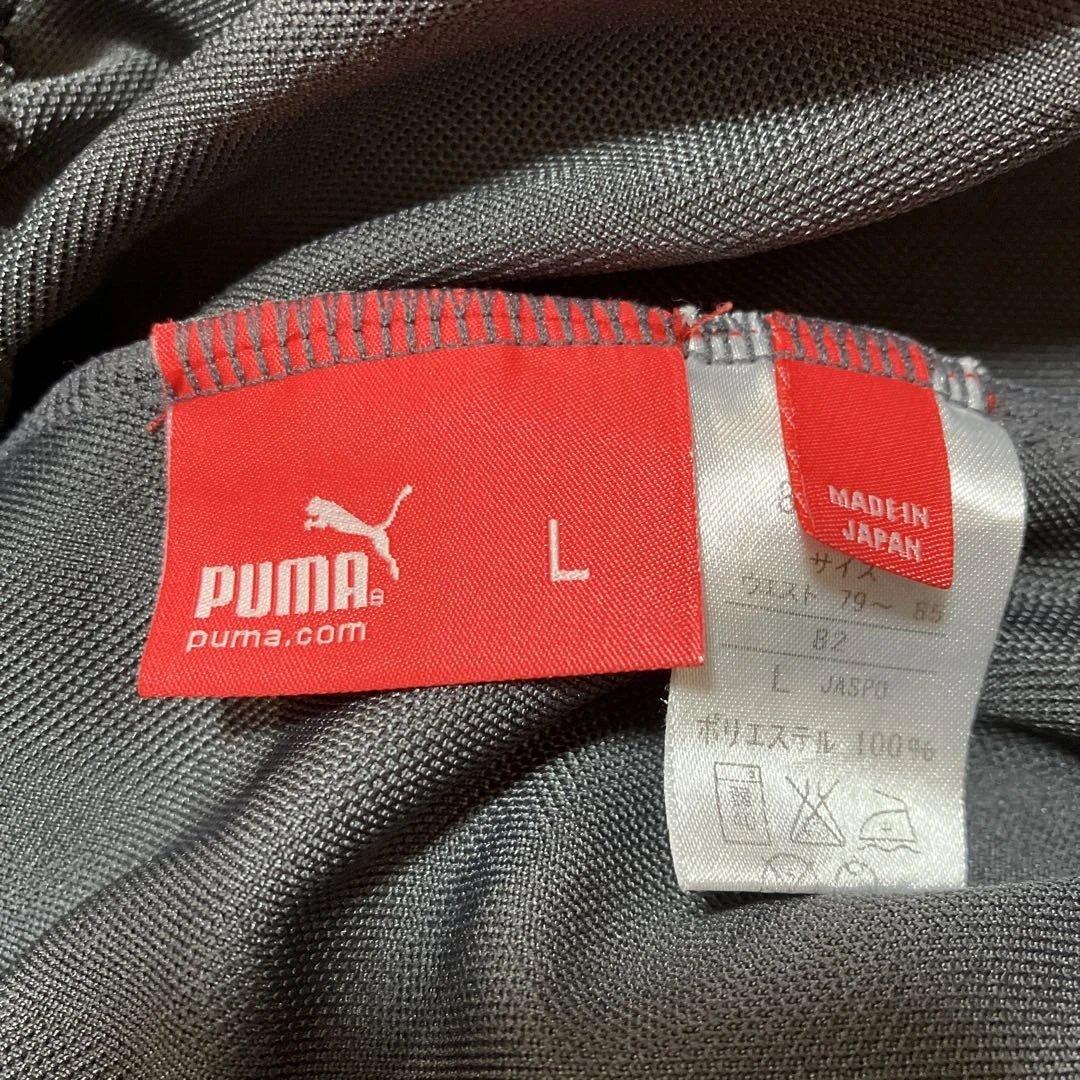 PUMA®
puma.com
L
MADE IN
JAPAN
サイズ
ウエスト 79～ 85
82
L JASPO
ポリエステル 100%